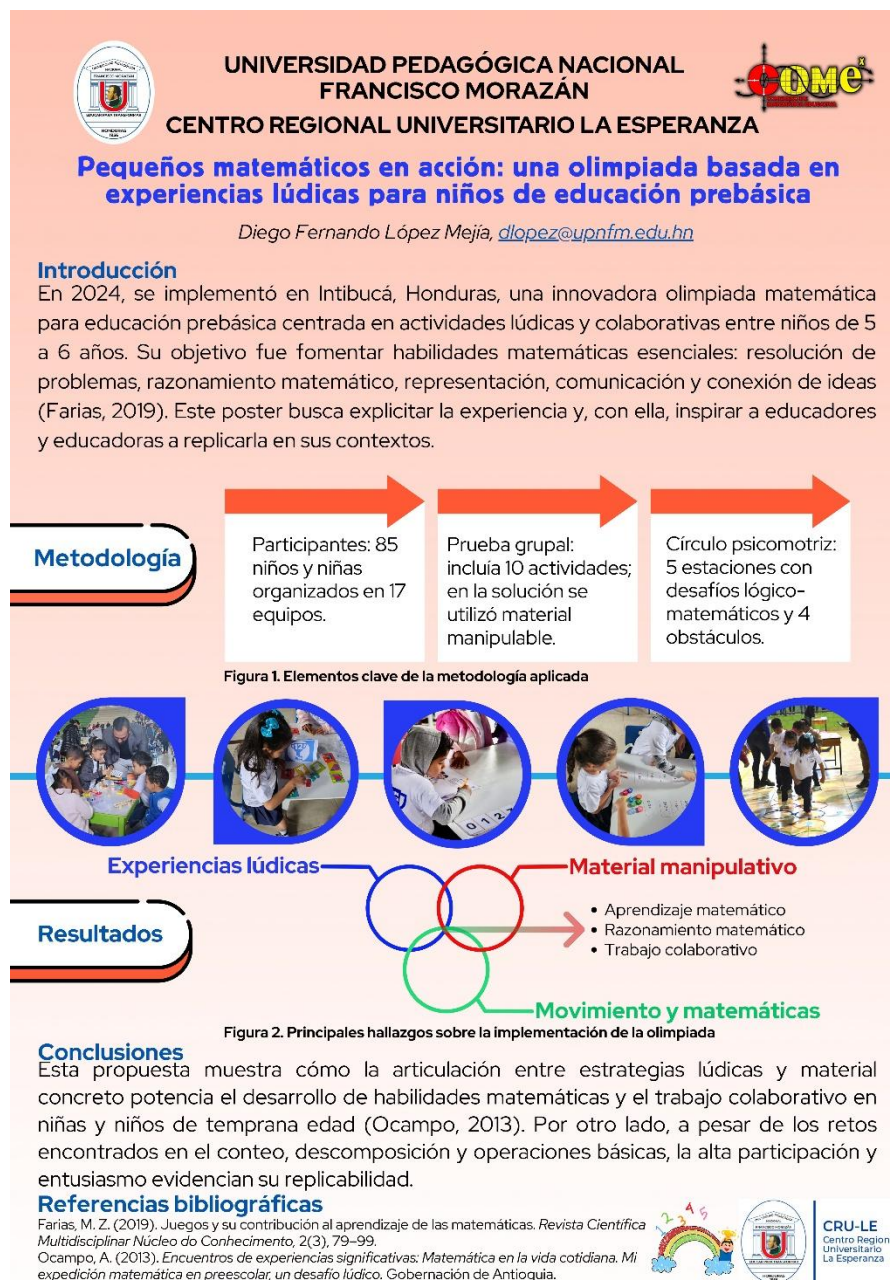 UNIVERSIDAD PEDAGÓGICA NACIONAL
FRANCISCO MORAZÁN
CENTRO REGIONAL UNIVERSITARIO LA ESPERANZA
Pequeños matemáticos en acción: una olimpiada basada en
experiencias lúdicas para niños de educación prebásica
Diego Fernando López Mejía, dlopez@upnfm.edu.hn
Introducción
En 2024, se implementó en Intibucá, Honduras, una innovadora olimpiada matemática
para educación prebásica centrada en actividades lúdicas y colaborativas entre niños de 5
a 6 años. Su objetivo fue fomentar habilidades matemáticas esenciales: resolución de
problemas, razonamiento matemático, representación, comunicación y conexión de ideas
(Farias, 2019). Este poster busca explicitar la experiencia y, con ella, inspirar a educadores
y educadoras a replicarla en sus contextos.
Metodología
Participantes: 85
niños y niñas
organizados en 17
equipos.
Prueba grupal:
incluía 10 actividades;
en la solución se
utilizó material
manipulable.
Círculo psicomotriz:
5 estaciones con
desafíos lógico-
matemáticos y 4
obstáculos.
Figura 1. Elementos clave de la metodología aplicada
0 1 2
Experiencias lúdicas
Material manipulativo
Resultados
• Aprendizaje matemático
• Razonamiento matemático
• Trabajo colaborativo
Movimiento y matemáticas
Figura 2. Principales hallazgos sobre la implementación de la olimpiada
Conclusiones
Esta propuesta muestra cómo la articulación entre estrategias lúdicas y material
concreto potencia el desarrollo de habilidades matemáticas y el trabajo colaborativo en
niñas y niños de temprana edad (Ocampo, 2013). Por otro lado, a pesar de los retos
encontrados en el conteo, descomposición y operaciones básicas, la alta participación y
entusiasmo evidencian su replicabilidad.
Referencias bibliográficas
Farias, M. Z. (2019). Juegos y su contribución al aprendizaje de las matemáticas. Revista Científica
Multidisciplinar Núcleo do Conhecimento, 2(3), 79–99.
Ocampo, A. (2013). Encuentros de experiencias significativas: Matemática en la vida cotidiana. Mi
expedición matemática en preescolar, un desafío lúdico. Gobernación de Antioquia.
1 2 3 4 5
CRU-LE
Centro Region
Universitario
La Esperanza